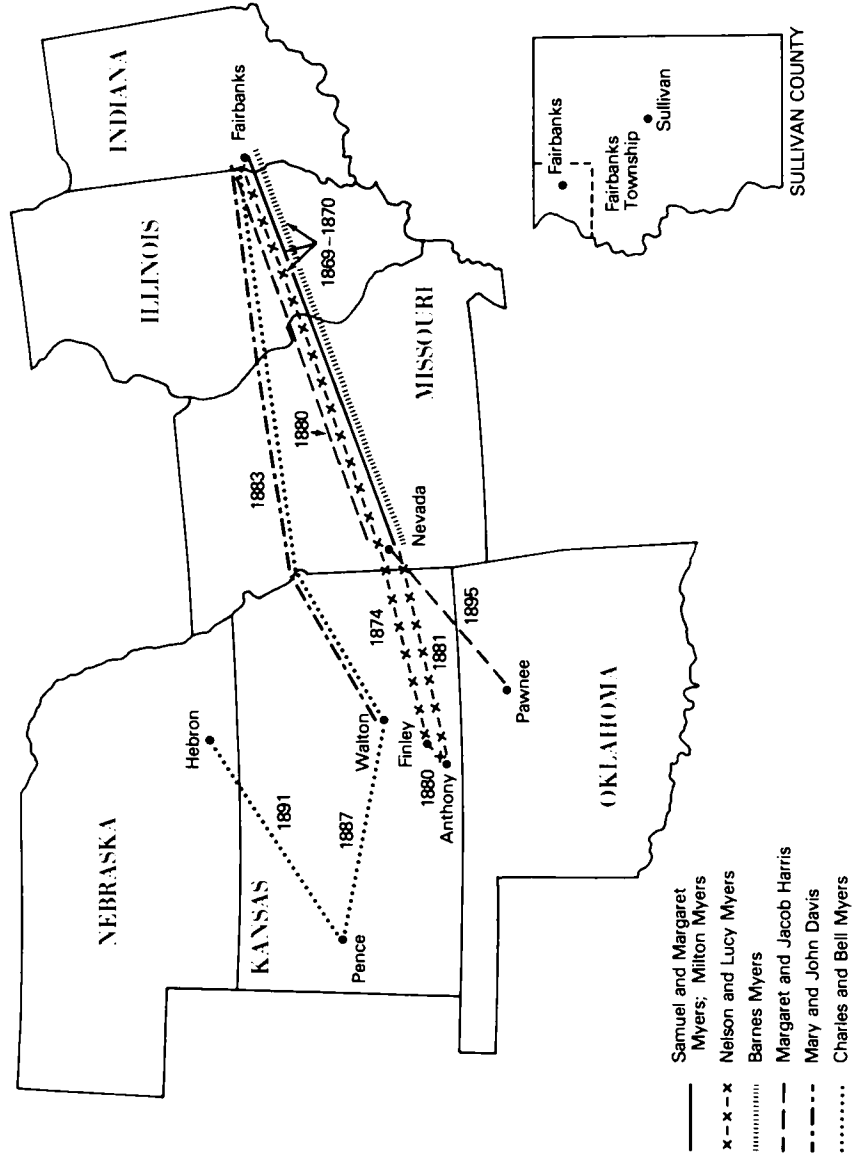 NEBRASKA
KANSAS
OKLAHOMA
MISSOURI
ILLINOIS
INDIANA
Hebron
Pence
Walton
Finley
Anthony
Pawnee
Nevada
Fairbanks
1891
1887
1880
1874
1881
1895
1883
1880
1869–1870
Samuel and Margaret
Myers; Milton Myers
Nelson and Lucy Myers
Barnes Myers
Margaret and Jacob Harris
Mary and John Davis
Charles and Bell Myers
Fairbanks
Fairbanks
Township
Sullivan
SULLIVAN COUNTY